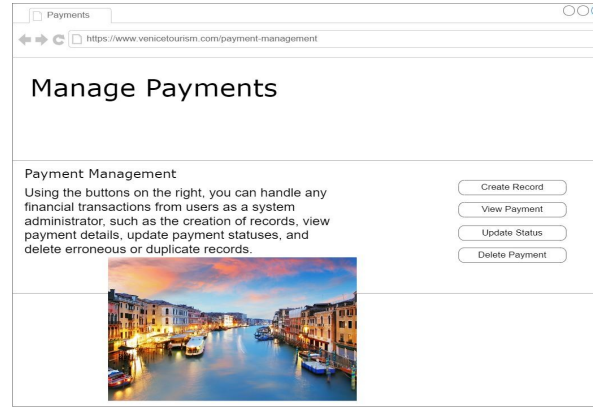 Payments
https://www.venicetourism.com/payment-management
Manage Payments
Payment Management
Using the buttons on the right, you can handle any
financial transactions from users as a system
administrator, such as the creation of records, view
payment details, update payment statuses, and
delete erroneous or duplicate records.
Create Record
View Payment
Update Status
Delete Payment